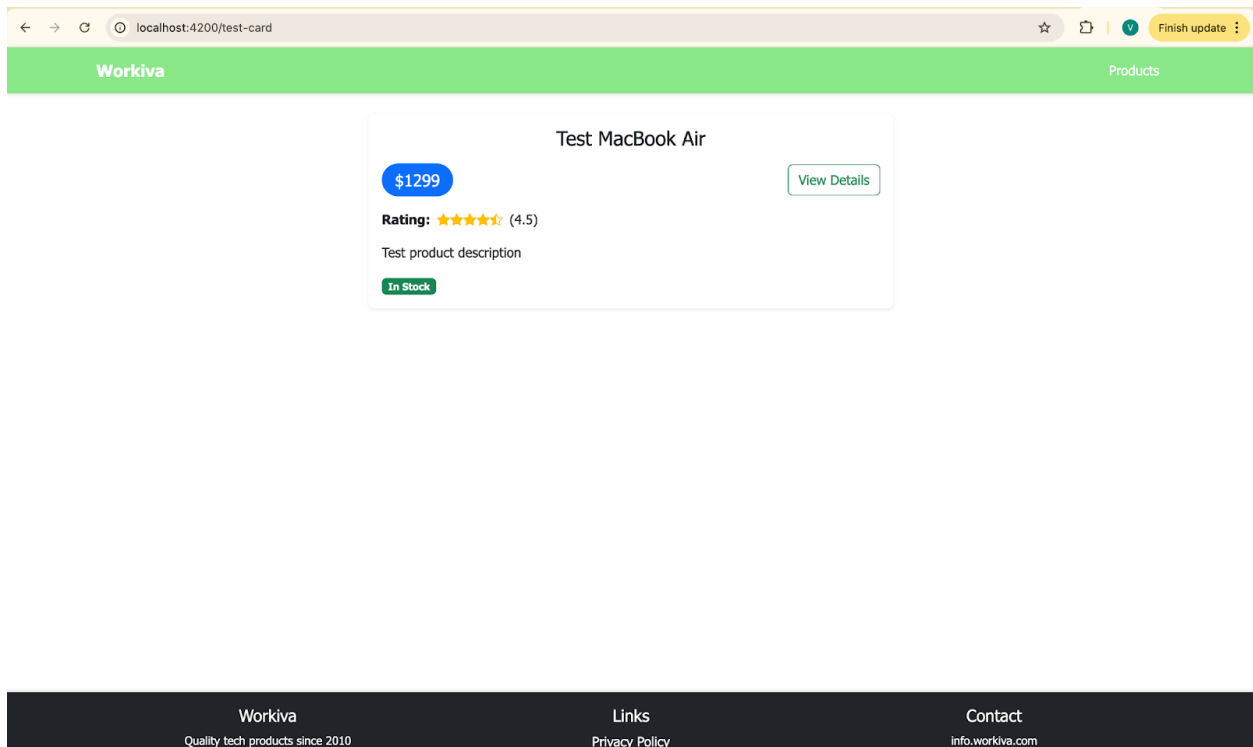 localhost:4200/test-card
V
Finish update
Workiva
Products
Test MacBook Air
$1299
View Details
Rating: (4.5)
Test product description
In Stock
Workiva
Links
Contact
Quality tech products since 2010
Privacy Policy
info.workiva.com